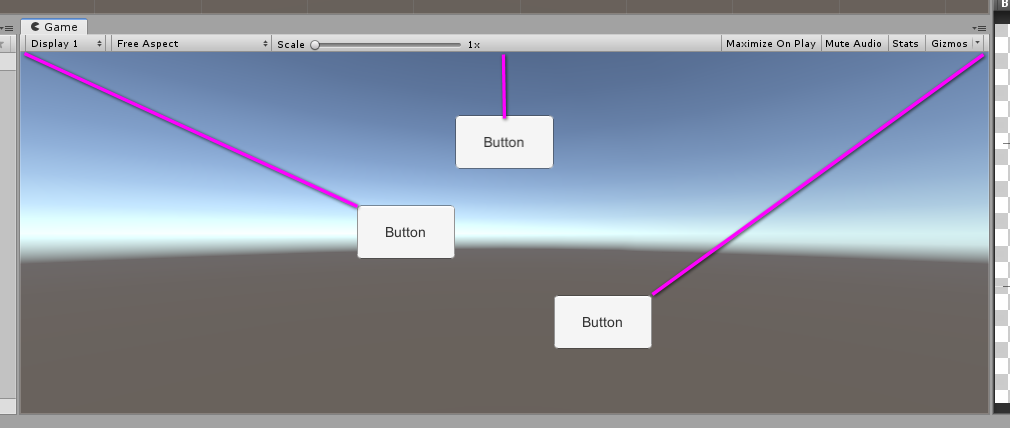 B
Game
Display 1 Free Aspect Scale 1x Maximize On Play Mute Audio Stats Gizmos
Button
Button
Button